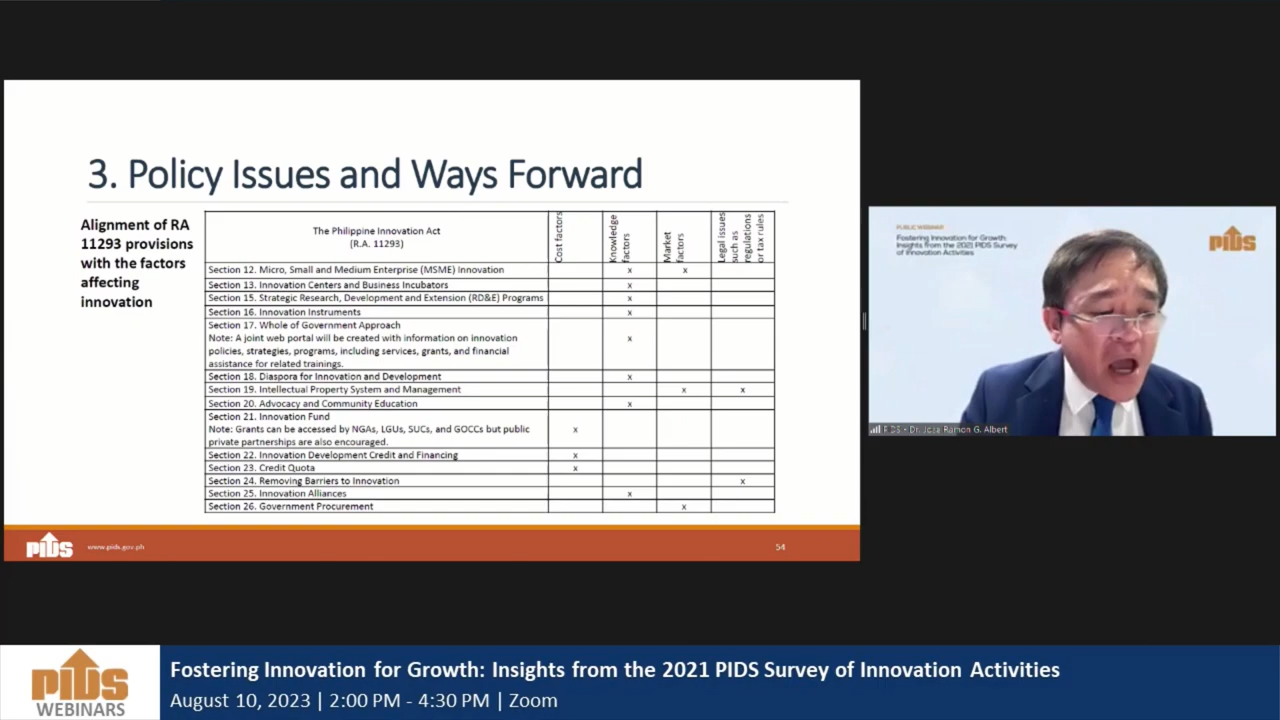 3. Policy Issues and Ways Forward
Alignment of RA
11293 provisions
with the factors
affecting
innovation
The Philippine Innovation Act
(R.A. 11293)
Cost factors
Knowledge
factors
Market
factors
Legal issues
such as
regulations
or tax rules
Section 12. Micro, Small and Medium Enterprise (MSME) Innovation x x
Section 13. Innovation Centers and Business Incubators x
Section 15. Strategic Research, Development and Extension (RD&E) Programs x
Section 16. Innovation Instruments x
Section 17. Whole of Government Approach
Note: A joint web portal will be created with information on innovation x
policies, strategies, programs, including services, grants, and financial
assistance for related trainings.
Section 18. Diaspora for Innovation and Development x
Section 19. Intellectual Property System and Management x x
Section 20. Advocacy and Community Education x
Section 21. Innovation Fund
Note: Grants can be accessed by NGAs, LGUs, SUCs, and GOCCs but public x
private partnerships are also encouraged.
Section 22. Innovation Development Credit and Financing x
Section 23. Credit Quota x
Section 24. Removing Barriers to Innovation x
Section 25. Innovation Alliances x
Section 26. Government Procurement x
PIDS
www.pids.gov.ph
54
PUBLIC WEBINAR
Fostering Innovation for Growth:
Insights from the 2021 PIDS Survey
of Innovation Activities
PIDS
PIDS - Dr. Jose Ramon G. Albert
PIDS
WEBINARS
Fostering Innovation for Growth: Insights from the 2021 PIDS Survey of Innovation Activities
August 10, 2023 | 2:00 PM - 4:30 PM | Zoom